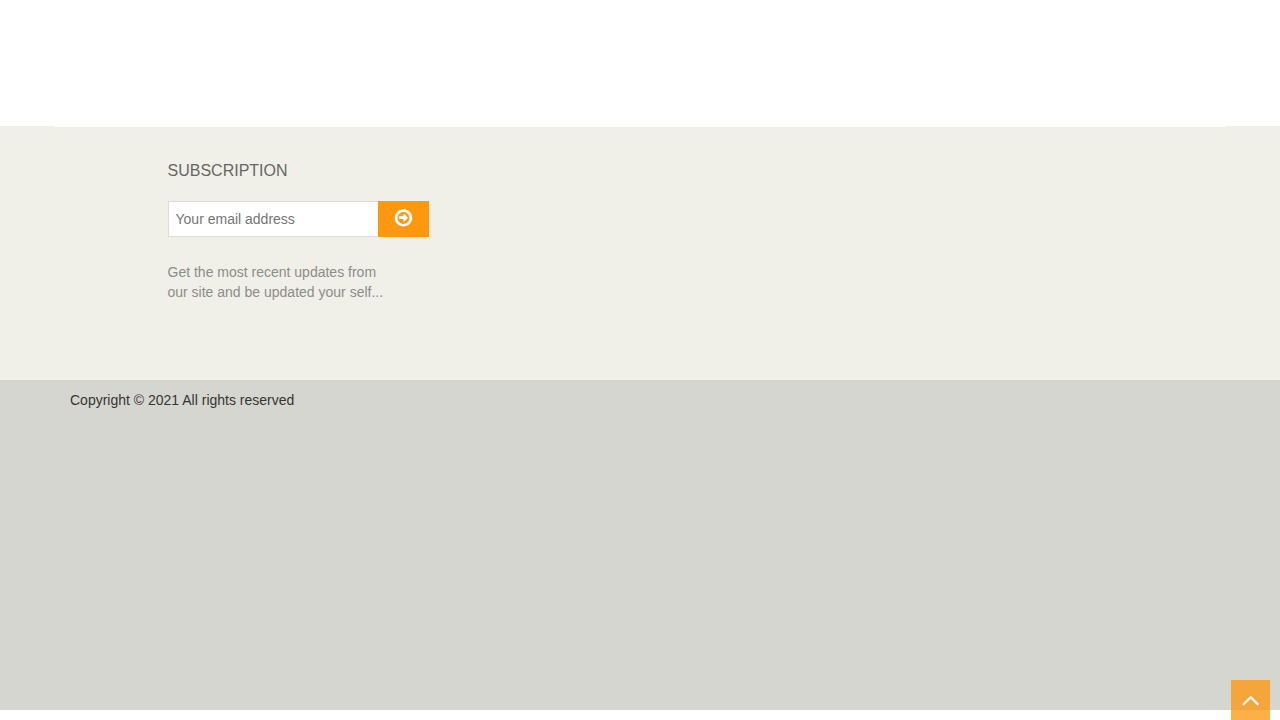 SUBSCRIPTION
Your email address
Get the most recent updates from
our site and be updated your self...
Copyright © 2021 All rights reserved